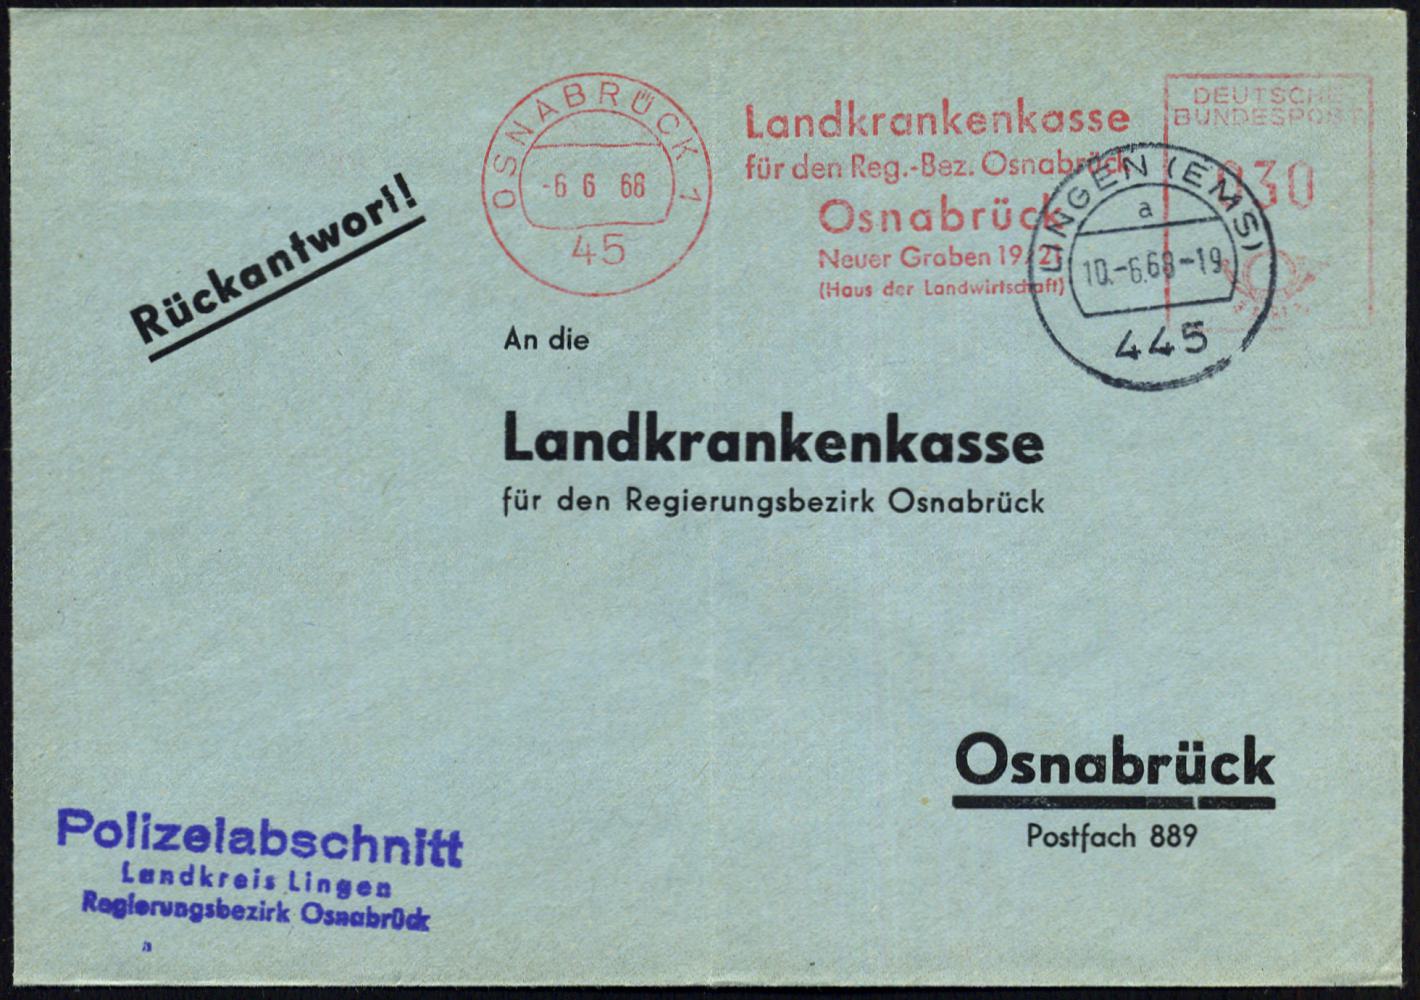 Rückantwort!
OSNABRÜCK 1
-6 6 68
45
Landkrankenkasse
für den Reg.-Bez. Osnabrück
Osnabrück
Neuer Graben 19/21
(Haus der Landwirtschaft)
DEUTSCHE
BUNDESPOST
030
LINGEN (EMS)
a
10.-6.68-19
445
An die
Landkrankenkasse
für den Regierungsbezirk Osnabrück
Osnabrück
Postfach 889
Polizeiabschnitt
Landkreis Lingen
Regierungsbezirk Osnabrück